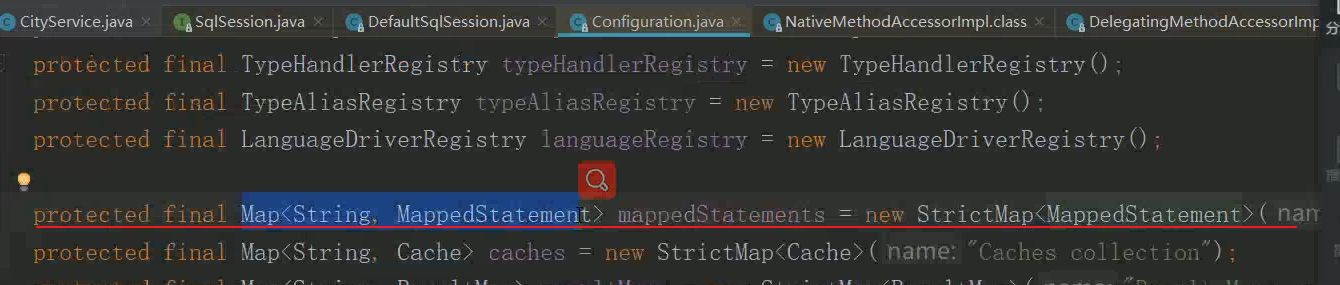 CityService.java SqlSession.java DefaultSqlSession.java Configuration.java NativeMethodAccessorImpl.class DelegatingMethodAccessorImp
protected final TypeHandlerRegistry typeHandlerRegistry = new TypeHandlerRegistry();
protected final TypeAliasRegistry typeAliasRegistry = new TypeAliasRegistry();
protected final LanguageDriverRegistry languageRegistry = new LanguageDriverRegistry();
protected final Map<String, MappedStatement> mappedStatements = new StrictMap<MappedStatement>( nam
protected final Map<String, Cache> caches = new StrictMap<Cache>( name: "Caches collection");